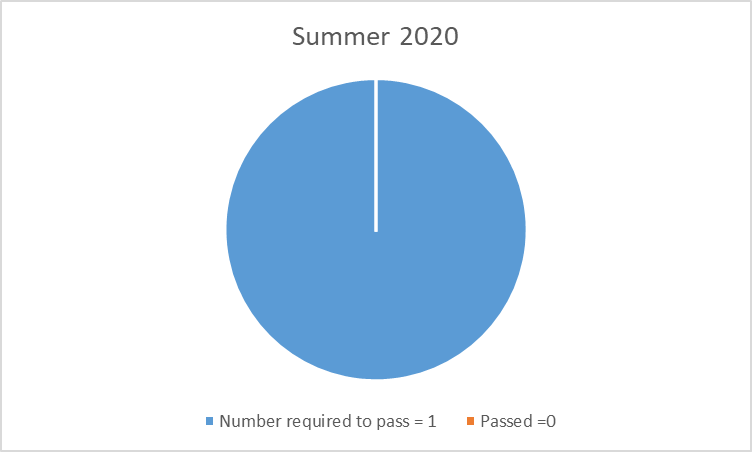 Summer 2020
Number required to pass = 1 Passed =0